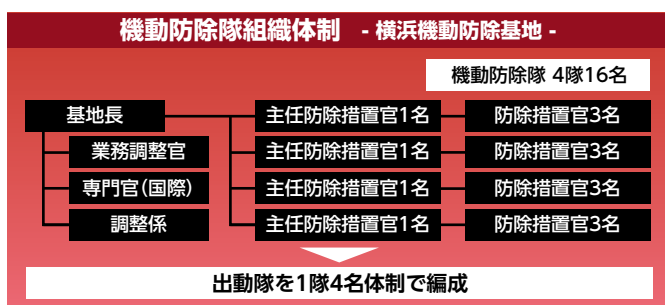 機動防除隊組織体制 - 横浜機動防除基地 -
機動防除隊 4隊16名
基地長 主任防除措置官1名 防除措置官3名
業務調整官 主任防除措置官1名 防除措置官3名
専門官(国際) 主任防除措置官1名 防除措置官3名
調整係 主任防除措置官1名 防除措置官3名
出動隊を1隊4名体制で編成